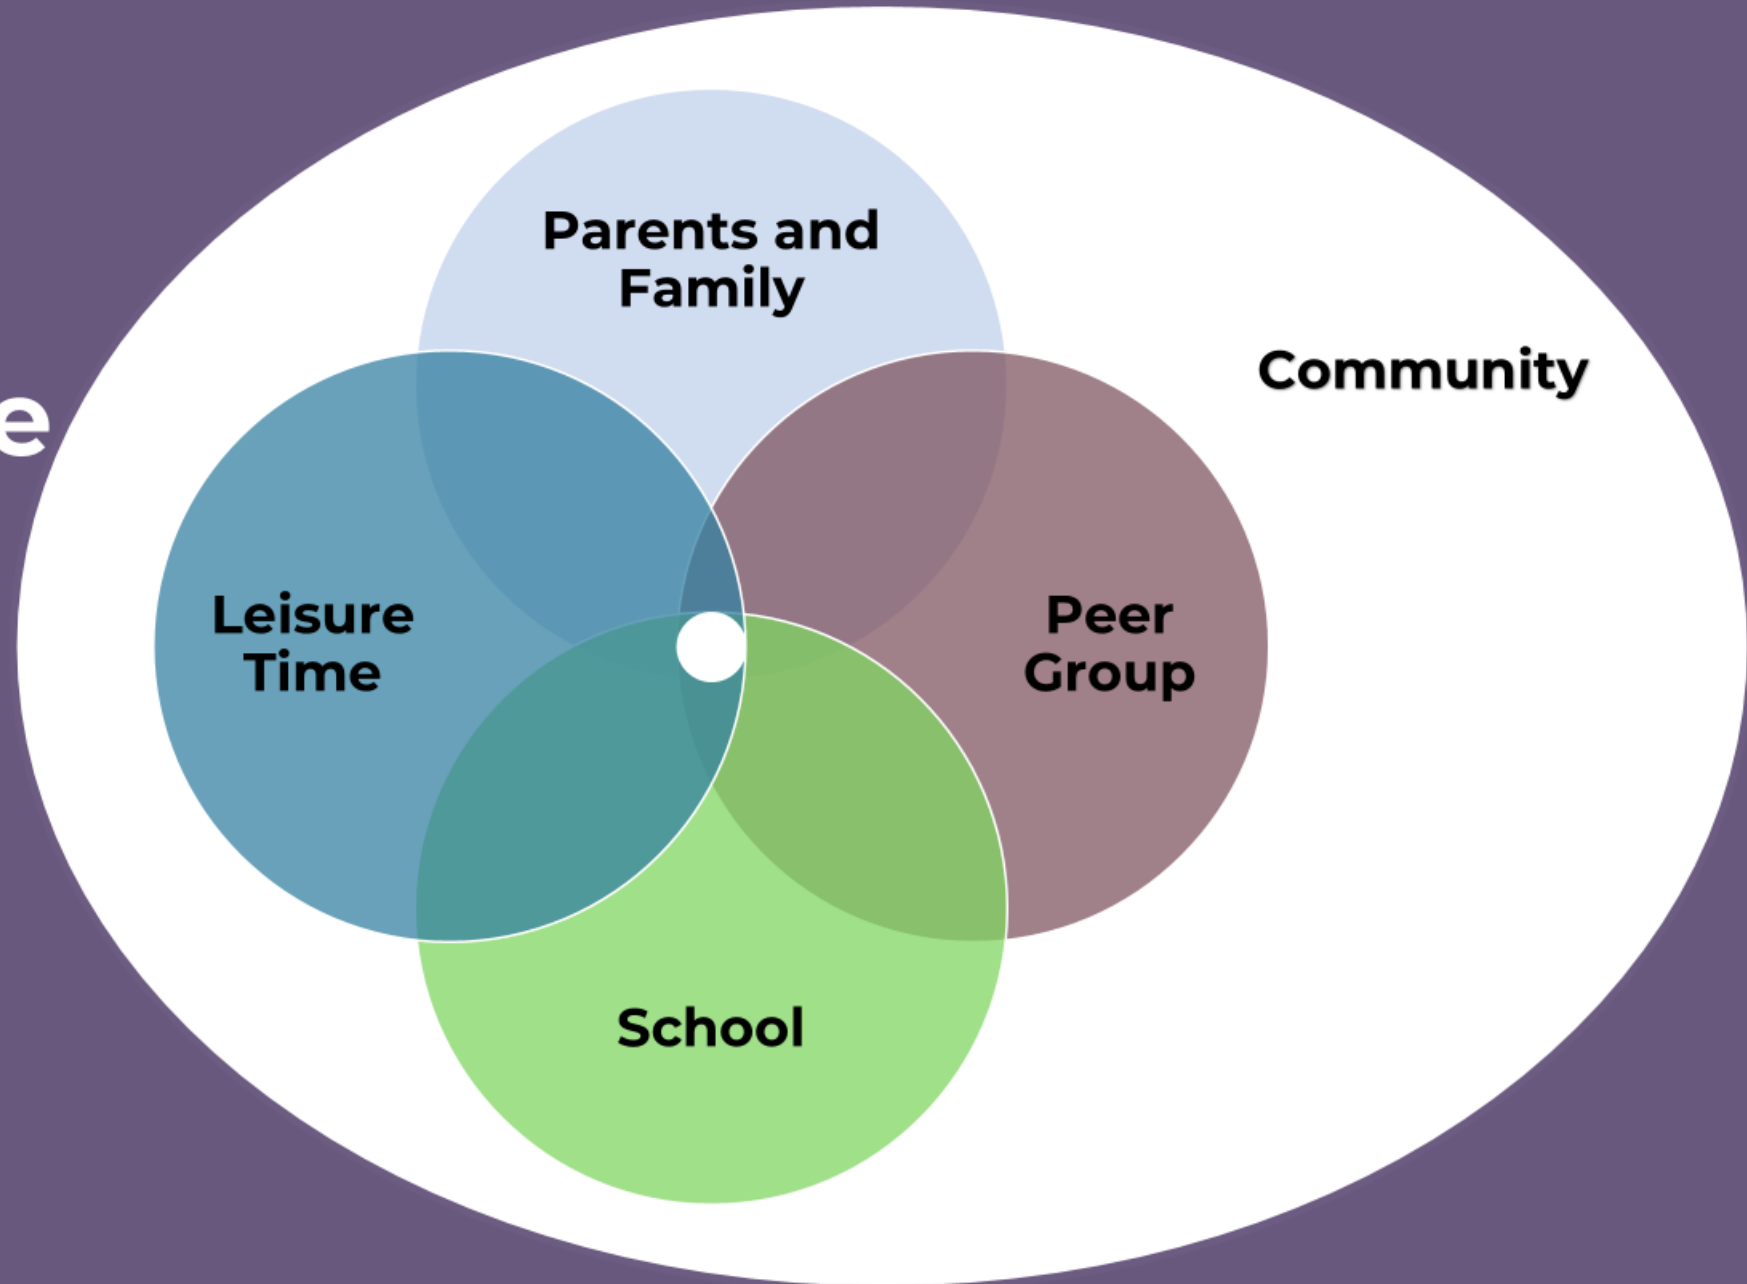 Parents and
Family
Community
e
Leisure
Time
Peer
Group
School